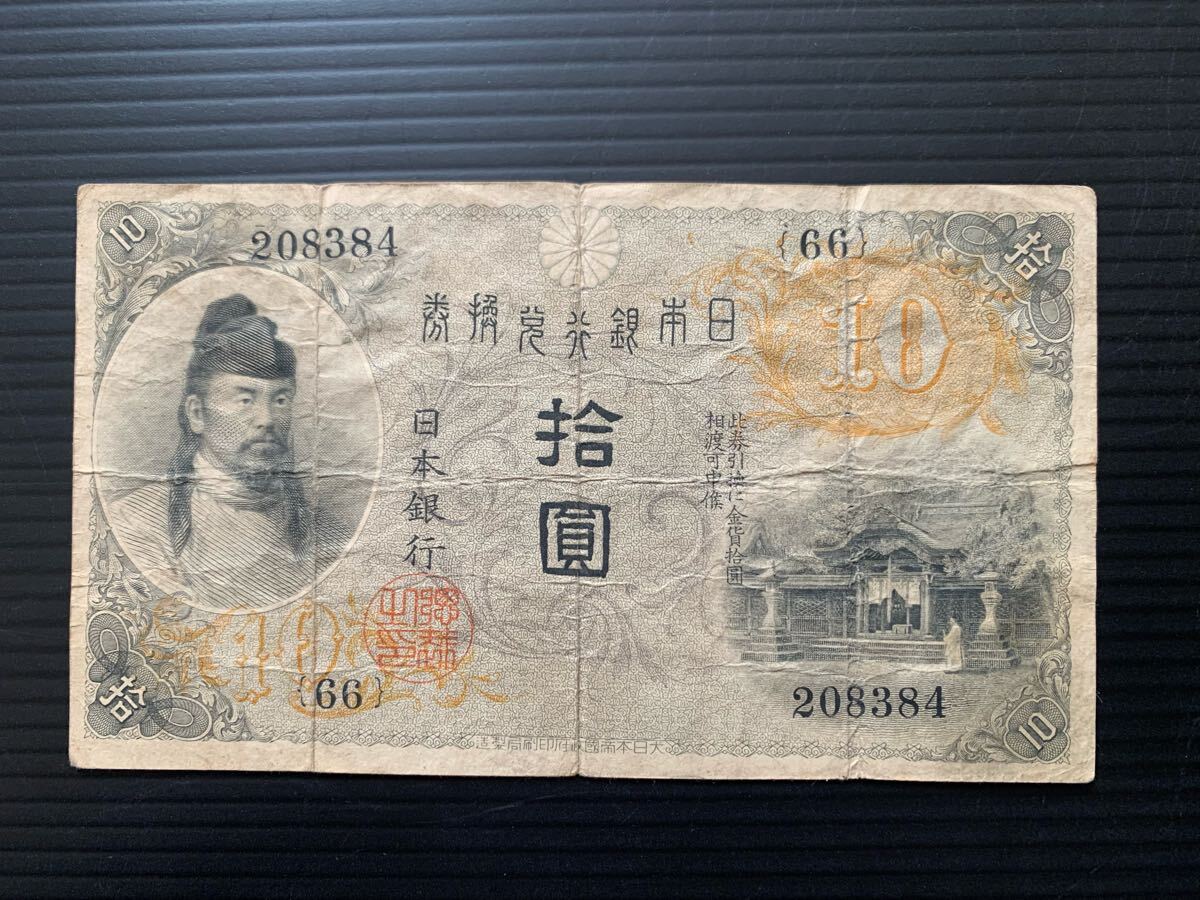 10
208384
{66}
拾
10
券換兌行銀本日
拾圓
此券引換に金貨拾圓
相渡可申候
日本銀行
10
{66}
拾
208384
10
造製局刷印府政國帝本日大